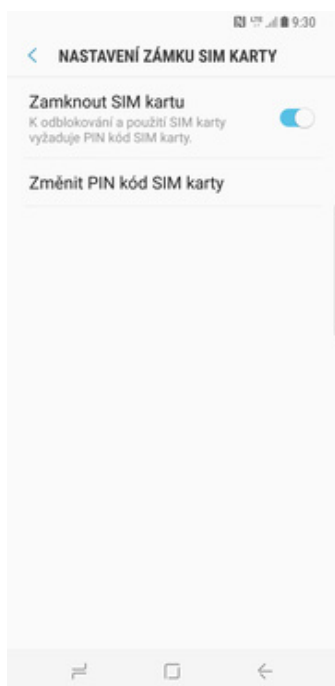 9:30
NASTAVENÍ ZÁMKU SIM KARTY
Zamknout SIM kartu
K odblokování a použití SIM karty
vyžaduje PIN kód SIM karty.
Změnit PIN kód SIM karty